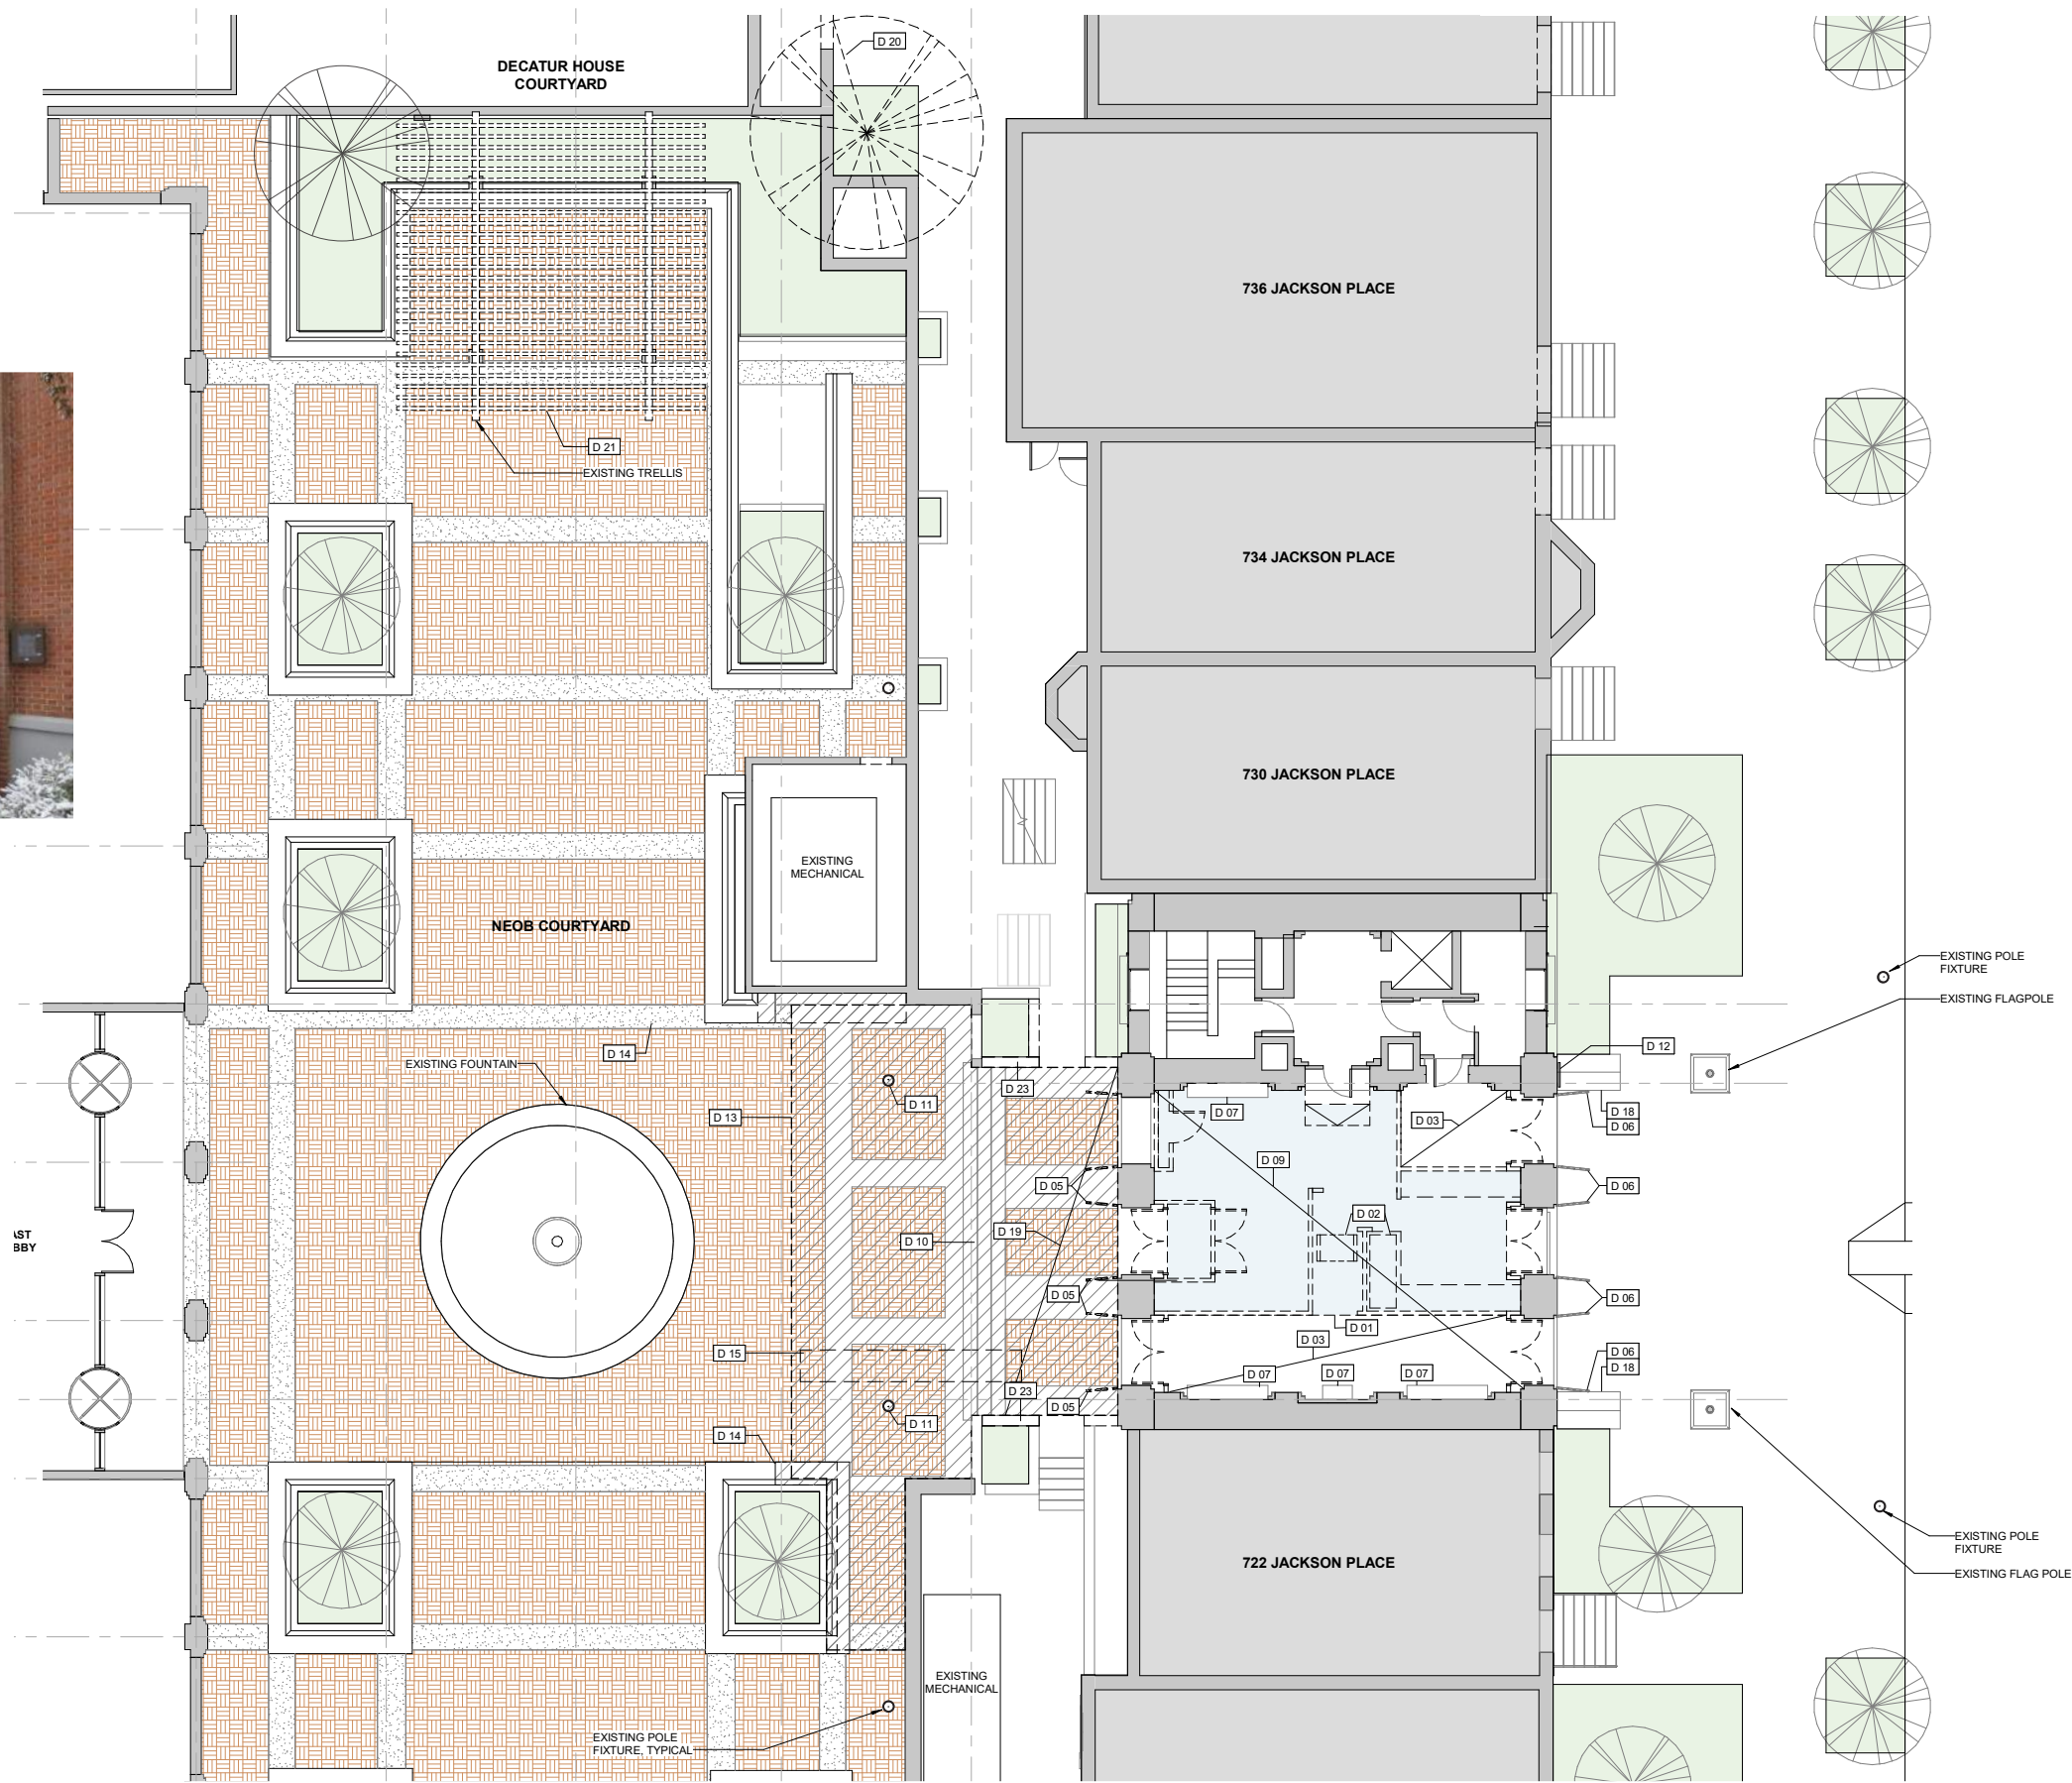 DECATUR HOUSE
COURTYARD
D 20
736 JACKSON PLACE
D 21
EXISTING TRELLIS
734 JACKSON PLACE
730 JACKSON PLACE
EXISTING
MECHANICAL
NEOB COURTYARD
EXISTING POLE
FIXTURE
EXISTING FLAGPOLE
D 14
D 12
EXISTING FOUNTAIN
D 23
D 11
D 13
D 07
D 03
D 18
D 06
D 09
D 05
D 06
D 02
D 19
D 10
AST
BBY
D 05
D 06
D 01
D 03
D 15
D 06
D 18
D 07
D 07
D 07
D 23
D 05
D 11
D 14
EXISTING POLE
FIXTURE
722 JACKSON PLACE
EXISTING FLAG POLE
EXISTING
MECHANICAL
EXISTING POLE
FIXTURE, TYPICAL